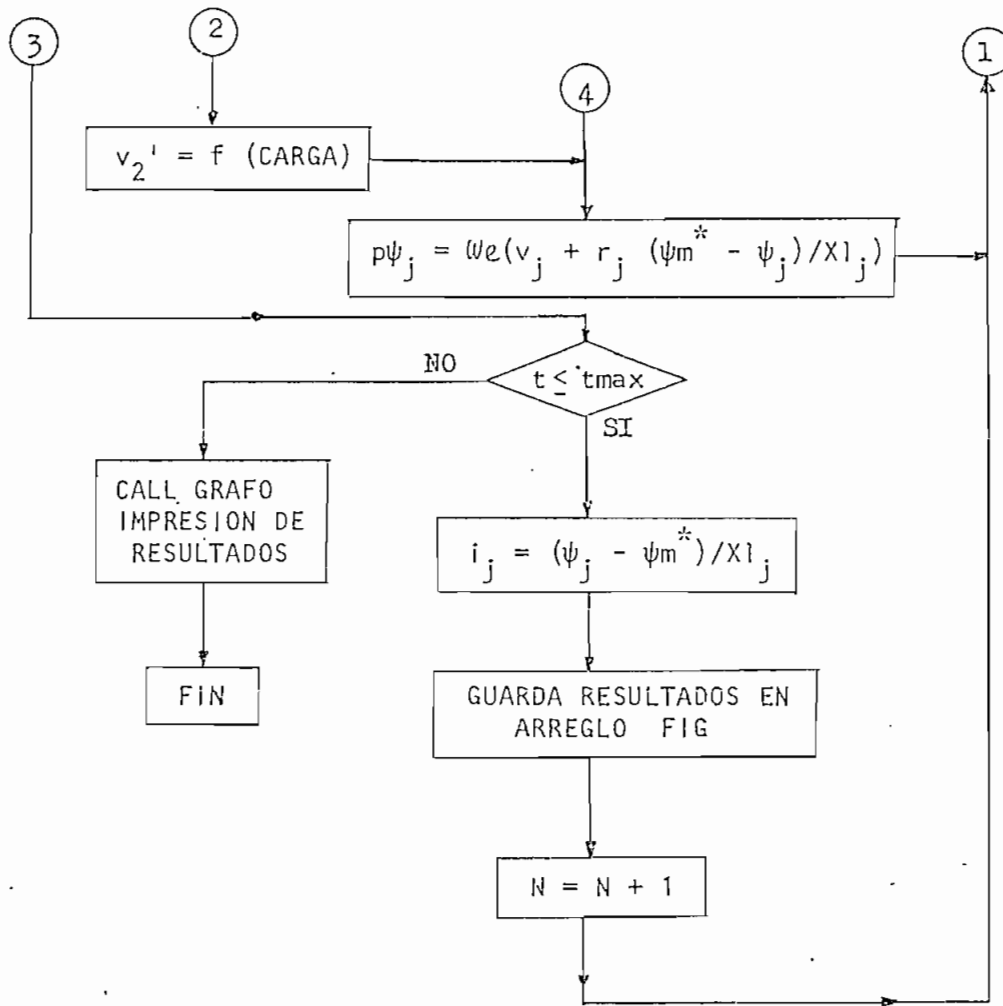 3
2
1
4
v₂' = f (CARGA)
pψⱼ = We(vⱼ + rⱼ (ψm* - ψⱼ)/Xlⱼ)
NO
t ≤ tmax
SI
CALL GRAFO
IMPRESION DE
RESULTADOS
iⱼ = (ψⱼ - ψm*)/Xlⱼ
FIN
GUARDA RESULTADOS EN
ARREGLO FIG
N = N + 1